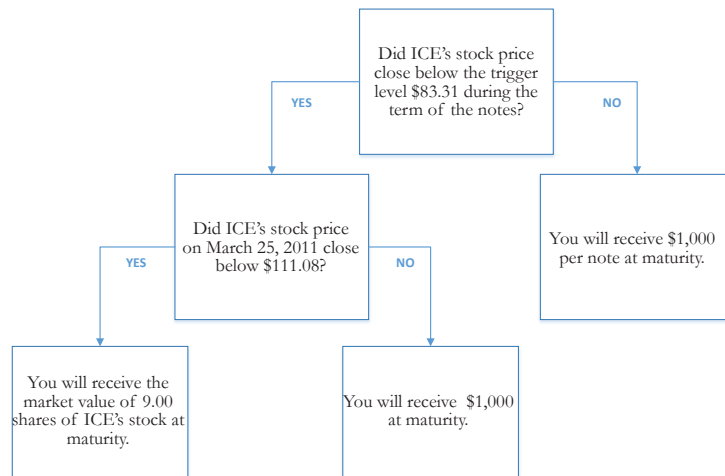 Did ICE's stock price
close below the trigger
level $83.31 during the
term of the notes?
YES
NO
Did ICE's stock price
on March 25, 2011 close
below $111.08?
You will receive $1,000
per note at maturity.
YES
NO
You will receive the
market value of 9.00
shares of ICE's stock at
maturity.
You will receive $1,000
at maturity.